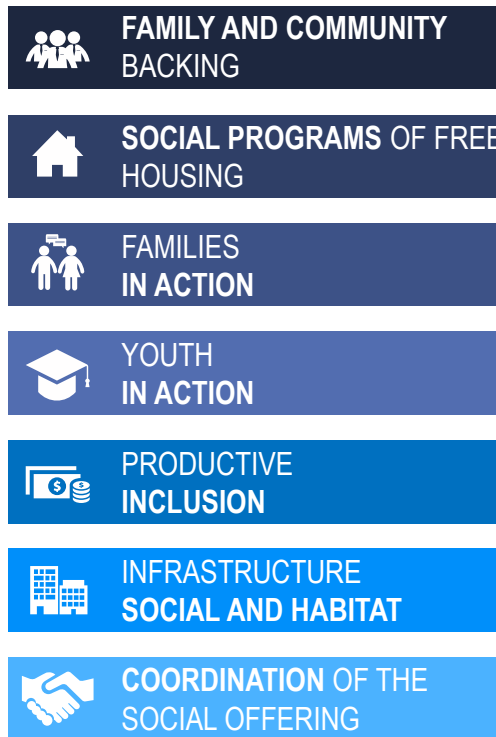 FAMILY AND COMMUNITY
BACKING
SOCIAL PROGRAMS OF FREE
HOUSING
FAMILIES
IN ACTION
YOUTH
IN ACTION
PRODUCTIVE
INCLUSION
INFRASTRUCTURE
SOCIAL AND HABITAT
COORDINATION OF THE
SOCIAL OFFERING